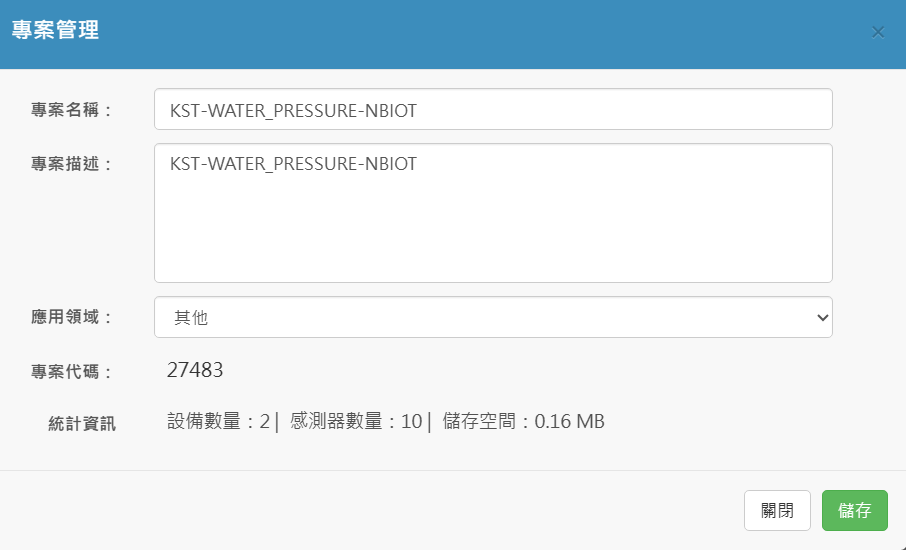 專案管理
×
專案名稱：
KST-WATER_PRESSURE-NBIOT
專案描述：
KST-WATER_PRESSURE-NBIOT
應用領域：
其他
專案代碼：
27483
統計資訊
設備數量：2 | 感測器數量：10 | 儲存空間：0.16 MB
關閉
儲存